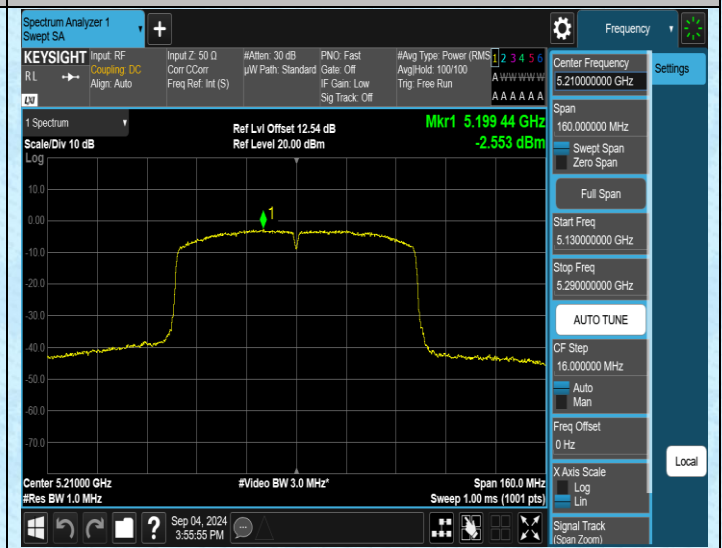 Spectrum Analyzer 1
Swept SA
Frequency
KEYSIGHT
RL
LXI
Input: RF
Coupling: DC
Align: Auto
Input Z: 50 Ω
Corr CCorr
Freq Ref: Int (S)
#Atten: 30 dB
µW Path: Standard
PNO: Fast
Gate: Off
IF Gain: Low
Sig Track: Off
#Avg Type: Power (RMS
Avg|Hold: 100/100
Trig: Free Run
1 2 3 4 5 6
A W W W W W
A A A A A A
Settings
1 Spectrum
Scale/Div 10 dB
Ref Lvl Offset 12.54 dB
Ref Level 20.00 dBm
Mkr1 5.199 44 GHz
-2.553 dBm
Log
10.0
0.00
-10.0
-20.0
-30.0
-40.0
-50.0
-60.0
-70.0
1
Center 5.21000 GHz
#Res BW 1.0 MHz
#Video BW 3.0 MHz*
Span 160.0 MHz
Sweep 1.00 ms (1001 pts)
Center Frequency
5.210000000 GHz
Span
160.000000 MHz
Swept Span
Zero Span
Full Span
Start Freq
5.130000000 GHz
Stop Freq
5.290000000 GHz
AUTO TUNE
CF Step
16.000000 MHz
Auto
Man
Freq Offset
0 Hz
X Axis Scale
Log
Lin
Signal Track
(Span Zoom)
Local
?
Sep 04, 2024
3:55:55 PM